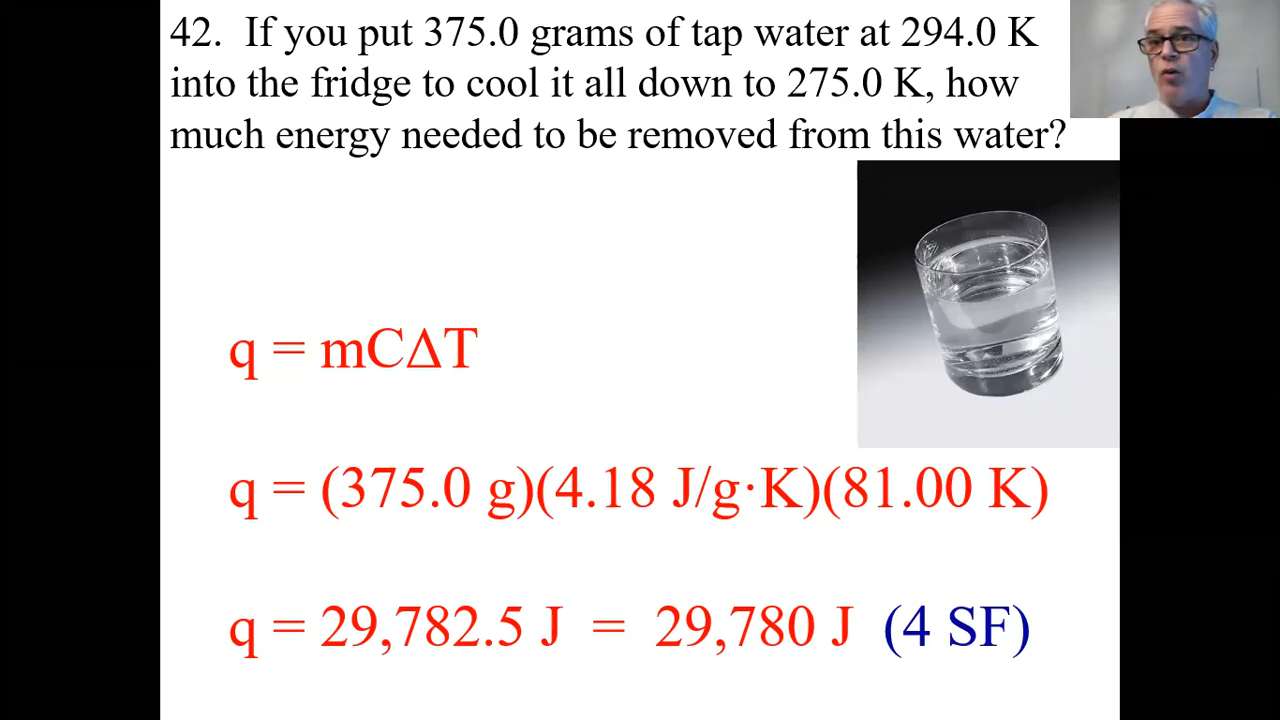 42. If you put 375.0 grams of tap water at 294.0 K
into the fridge to cool it all down to 275.0 K, how
much energy needed to be removed from this water?
q = mCΔT
q = (375.0 g)(4.18 J/g·K)(81.00 K)
q = 29,782.5 J = 29,780 J (4 SF)